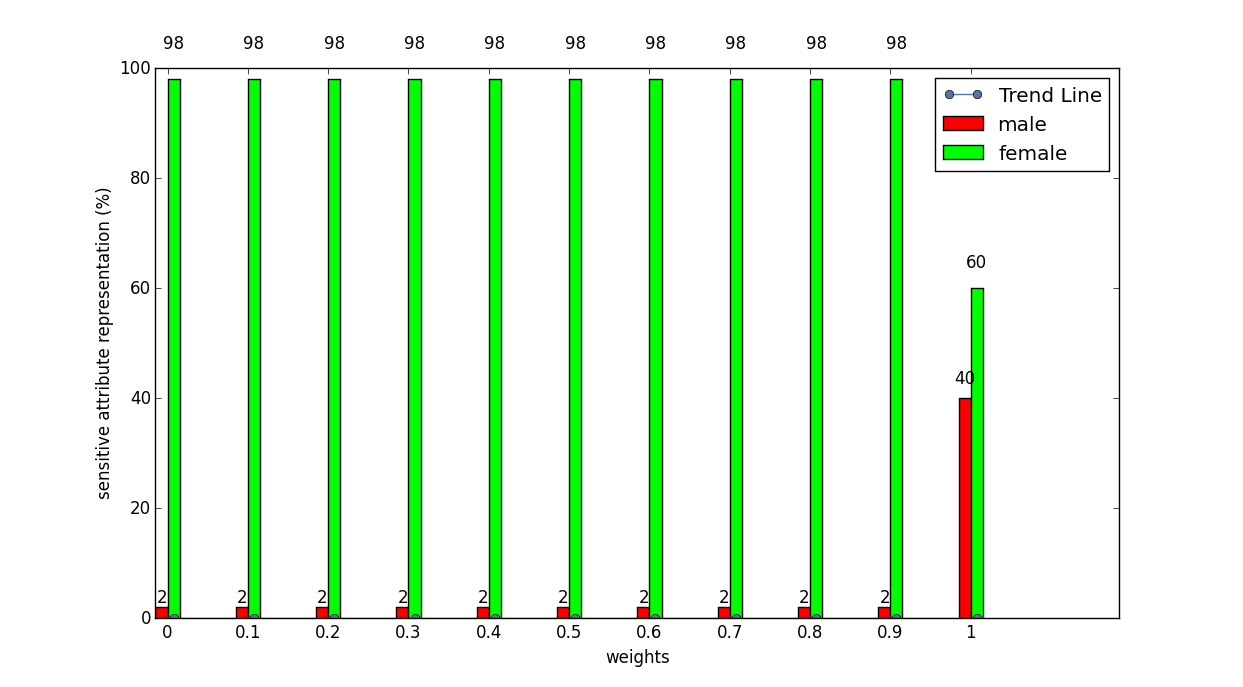 98 98 98 98 98 98 98 98 98 98
100
80
60
40
20
0
sensitive attribute representation (%)
Trend Line
male
female
60
40
2 2 2 2 2 2 2 2 2 2
0 0.1 0.2 0.3 0.4 0.5 0.6 0.7 0.8 0.9 1
weights